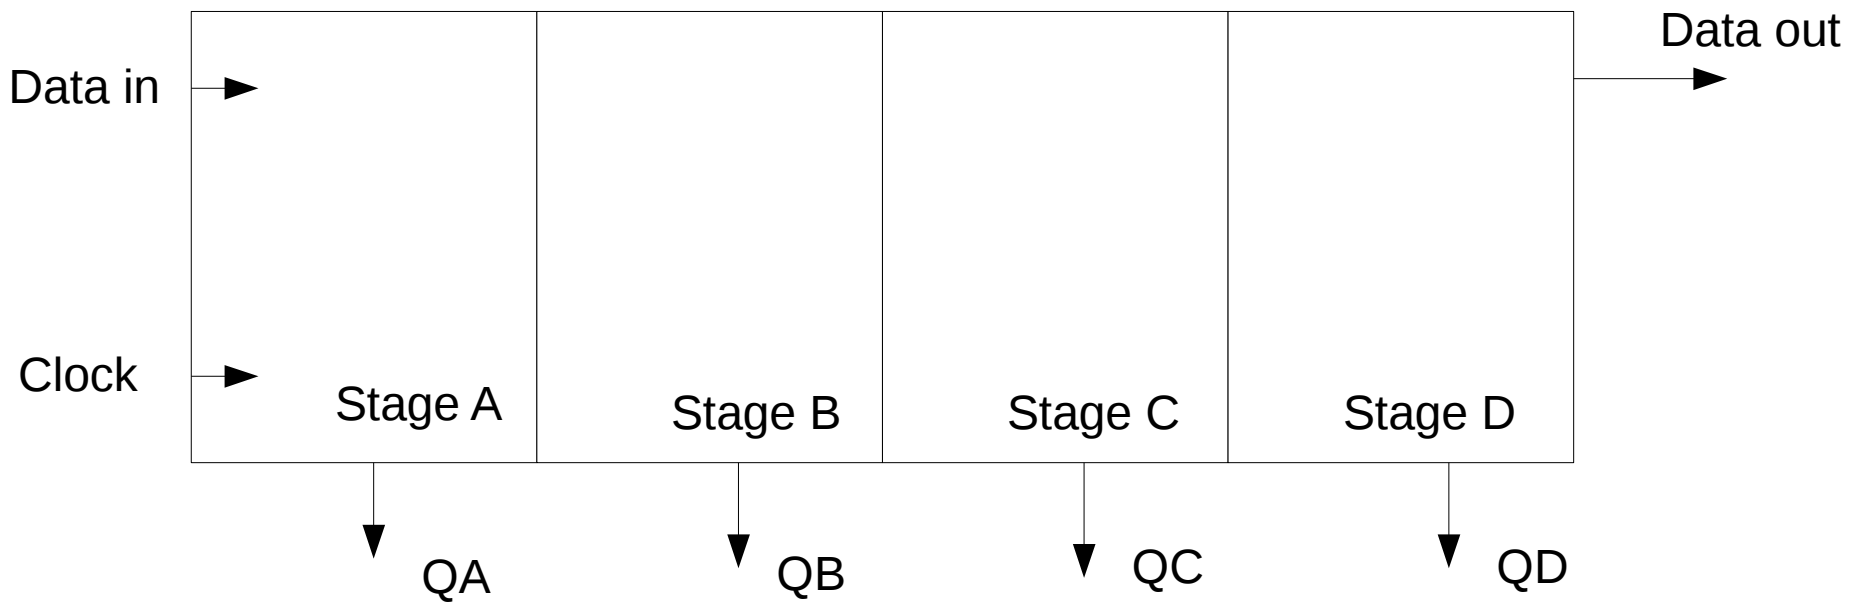 Data out
Data in
Clock
Stage A
Stage B
Stage C
Stage D
QA
QB
QC
QD